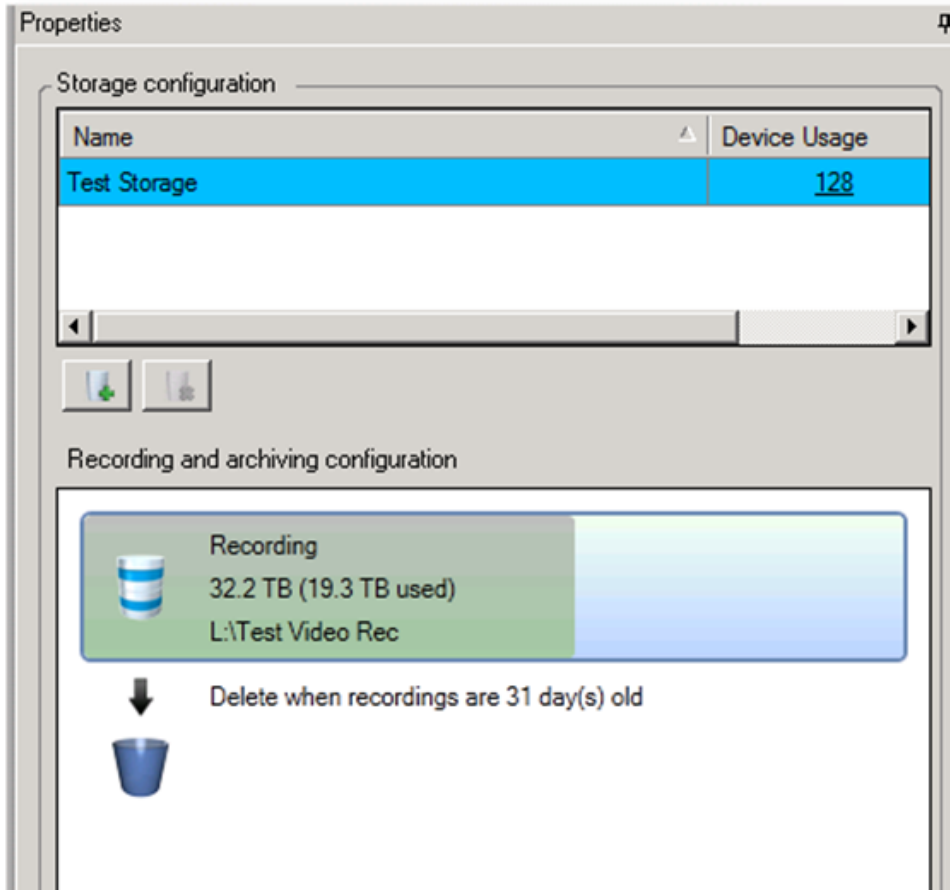 Properties
Storage configuration
Name Device Usage
Test Storage 128
Recording and archiving configuration
Recording
32.2 TB (19.3 TB used)
L:\Test Video Rec
Delete when recordings are 31 day(s) old